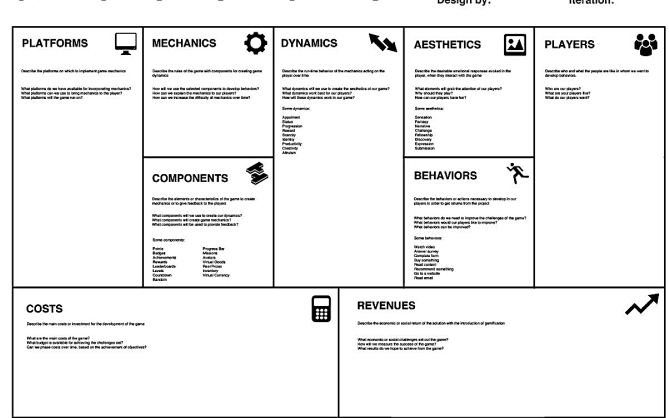 Design by:
Iteration:
PLATFORMS
Describe the platforms on which to implement game mechanics
What platforms do we have available for incorporating mechanics?
What platforms can we use to bring mechanics to the player?
What platforms will the game run on?
MECHANICS
Describe the rules of the game with components for creating game
dynamics
How will we use the selected components to develop behaviors?
How can we explain the mechanics to our players?
How can we increase the difficulty of mechanics over time?
COMPONENTS
Describe the elements or characteristics of the game to create
mechanics or to give feedback to the players
What components will we use to create our dynamics?
What components will create game mechanics?
What components will be used to provide feedback?
Some components:
Points
Badges
Achievements
Rewards
Leaderboards
Levels
Countdown
Random
Progress Bar
Missions
Avatars
Virtual Goods
Real Prizes
Inventory
Virtual Currency
DYNAMICS
Describe the run-time behavior of the mechanics acting on the
player over time
What dynamics will we use to create the aesthetics of our game?
What dynamics work best for our players?
How will these dynamics work in our game?
Some dynamics:
Appointment
Status
Progression
Reward
Scarcity
Identity
Productivity
Creativity
Altruism
AESTHETICS
Describe the desirable emotional responses evoked in the
player, when they interact with the game
What elements will grab the attention of our players?
Why should they play?
How can our players have fun?
Some aesthetics:
Sensation
Fantasy
Narrative
Challenge
Fellowship
Discovery
Expression
Submission
BEHAVIORS
Describe the behaviors or actions necessary to develop in our
players in order to get returns from the project
What behaviors do we need to improve the challenges of the game?
What behaviors would our players like to improve?
What behaviors can be improved?
Some behaviors:
Watch video
Answer survey
Complete form
Buy something
Read content
Recommend something
Go to a website
Read email
PLAYERS
Describe who and what the people are like in whom we want to
develop behaviors.
Who are our players?
What are our players like?
What do our players want?
COSTS
Describe the main costs or investment for the development of the game
What are the main costs of the game?
What budget is available for achieving the challenges set?
Can we phase costs over time, based on the achievement of objectives?
REVENUES
Describe the economic or social return of the solution with the introduction of gamification
What economic or social challenges set out the game?
How will we measure the success of the game?
What results do we hope to achieve from the game?